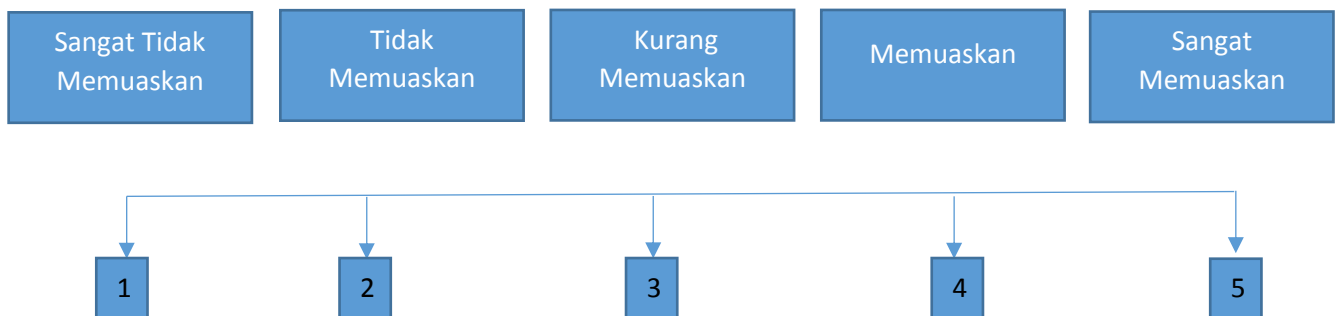 Sangat Tidak
Memuaskan
Tidak
Memuaskan
Kurang
Memuaskan
Memuaskan
Sangat
Memuaskan
1
2
3
4
5